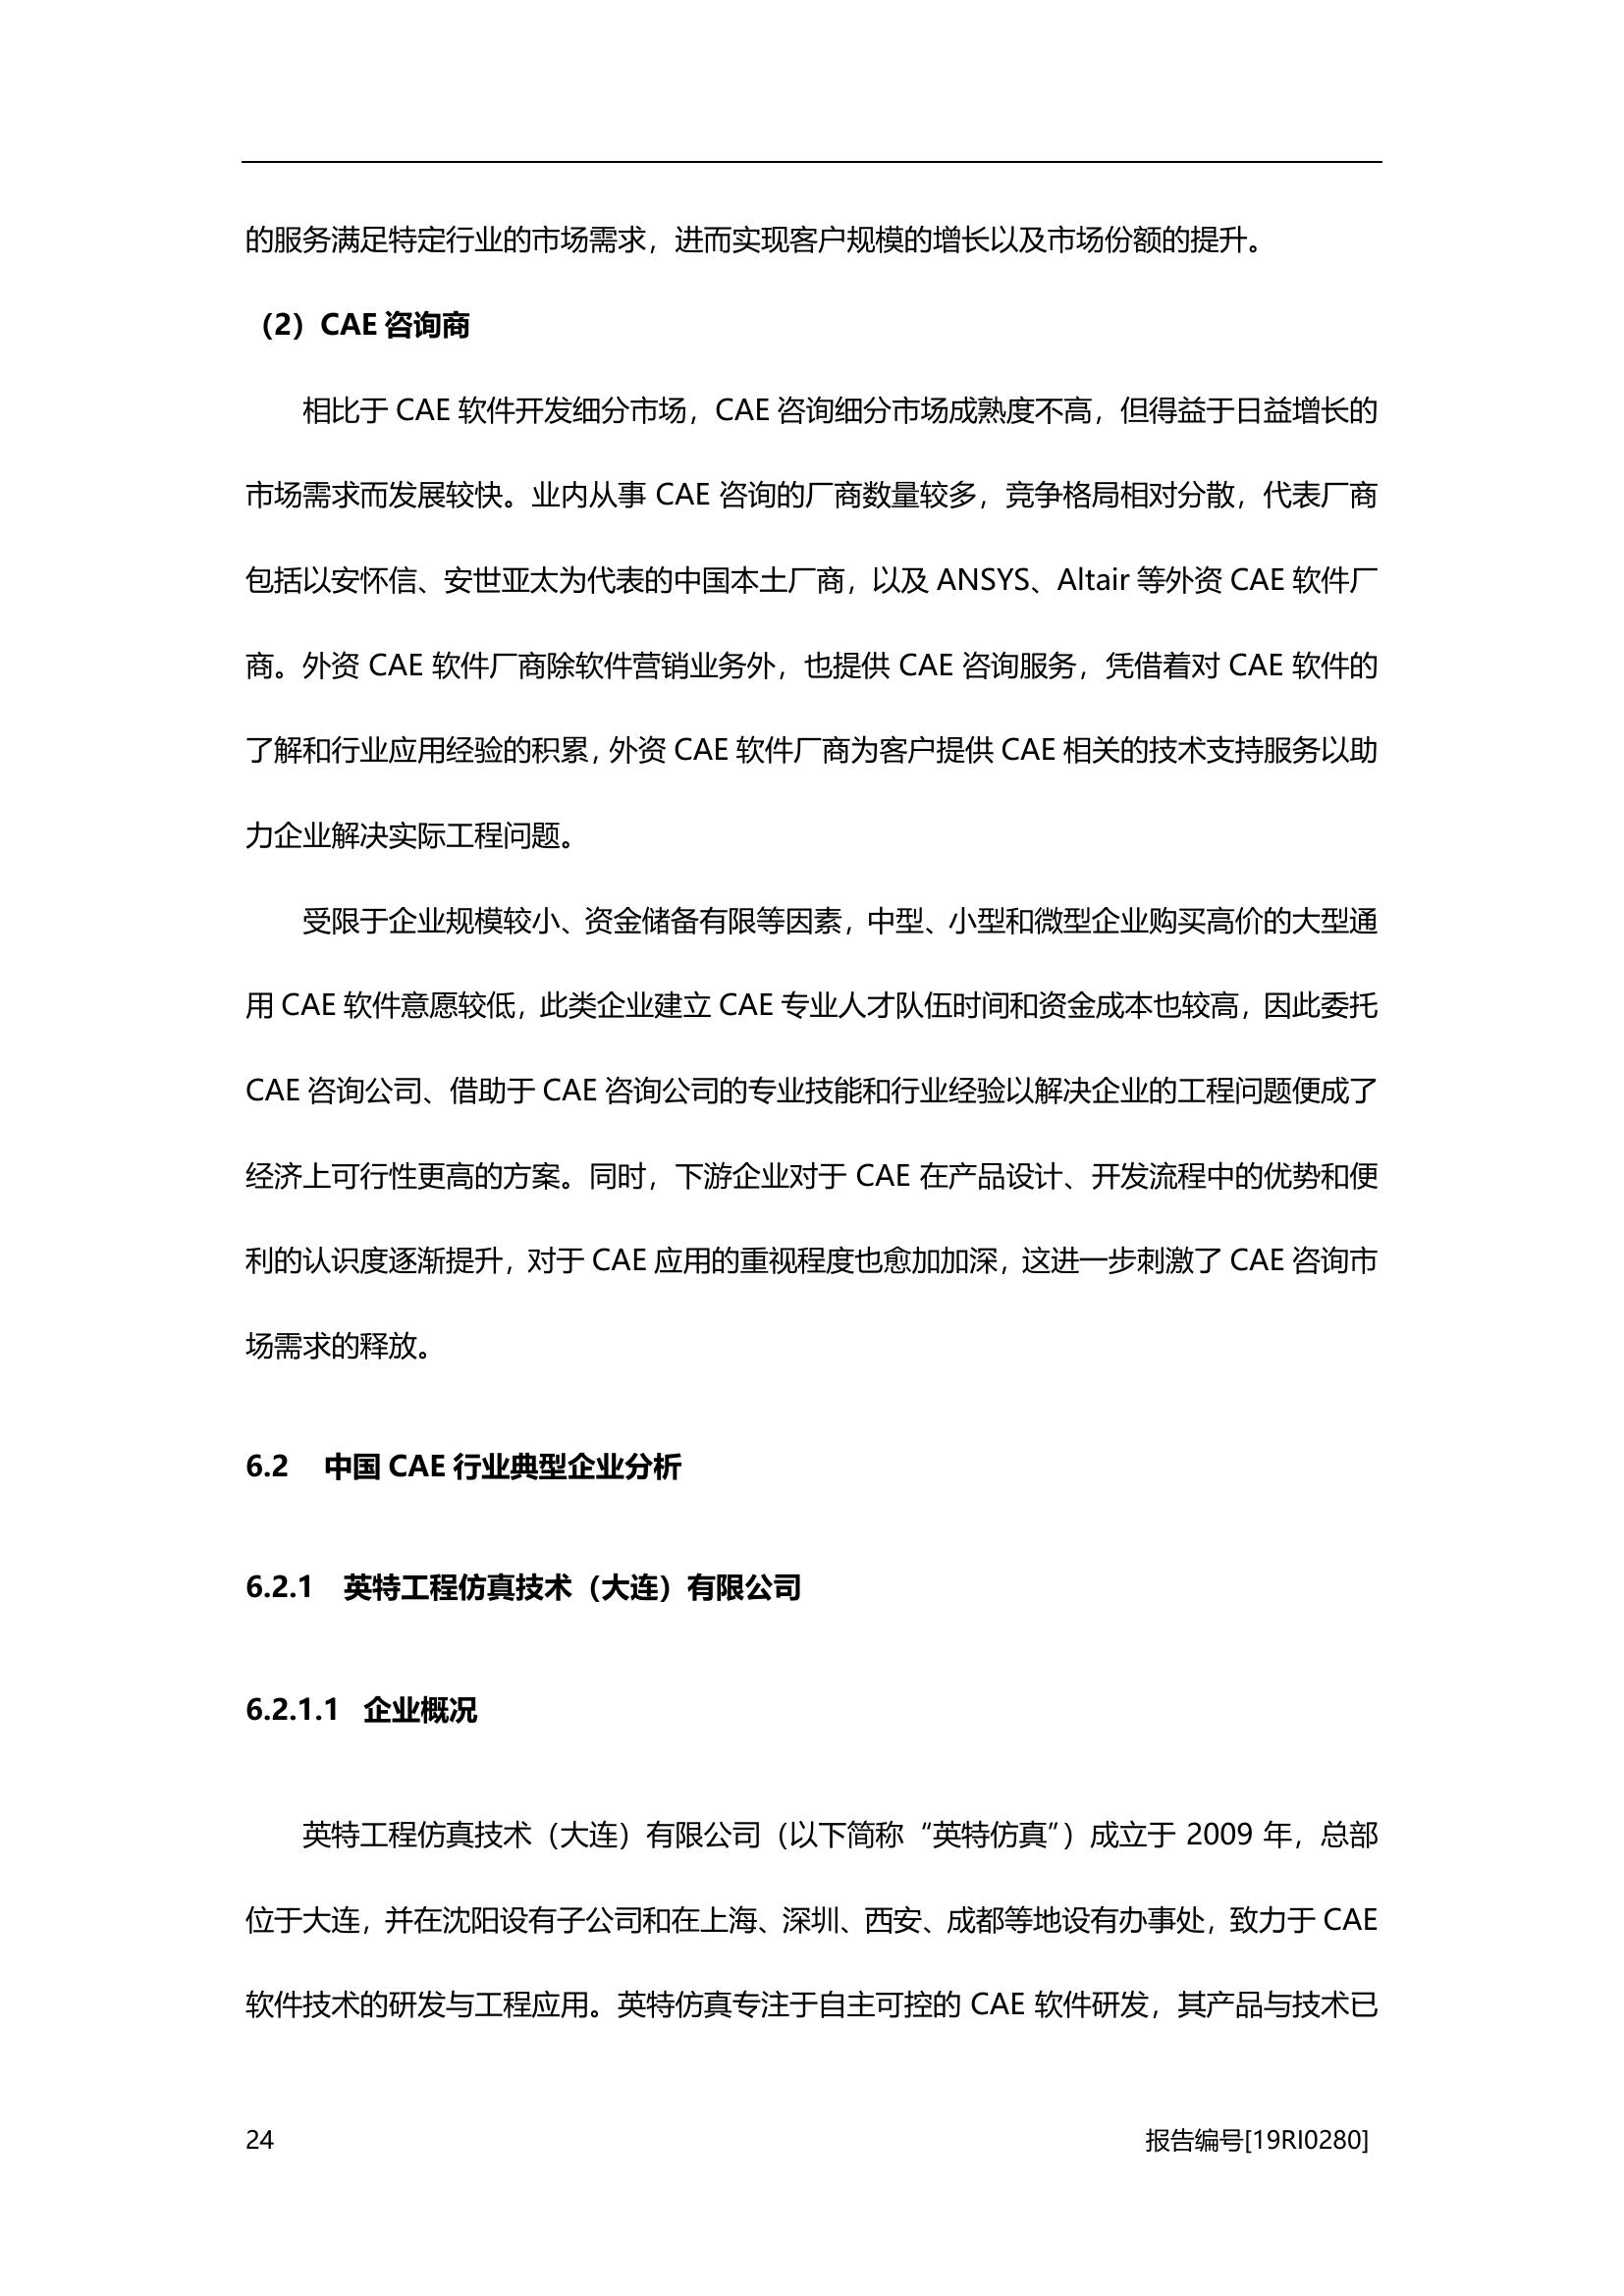 的服务满足特定行业的市场需求，进而实现客户规模的增长以及市场份额的提升。
（2）CAE 咨询商
相比于 CAE 软件开发细分市场，CAE 咨询细分市场成熟度不高，但得益于日益增长的
市场需求而发展较快。业内从事 CAE 咨询的厂商数量较多，竞争格局相对分散，代表厂商
包括以安怀信、安世亚太为代表的中国本土厂商，以及 ANSYS、Altair 等外资 CAE 软件厂
商。外资 CAE 软件厂商除软件营销业务外，也提供 CAE 咨询服务，凭借着对 CAE 软件的
了解和行业应用经验的积累，外资 CAE 软件厂商为客户提供 CAE 相关的技术支持服务以助
力企业解决实际工程问题。
受限于企业规模较小、资金储备有限等因素，中型、小型和微型企业购买高价的大型通
用 CAE 软件意愿较低，此类企业建立 CAE 专业人才队伍时间和资金成本也较高，因此委托
CAE 咨询公司、借助于 CAE 咨询公司的专业技能和行业经验以解决企业的工程问题便成了
经济上可行性更高的方案。同时，下游企业对于 CAE 在产品设计、开发流程中的优势和便
利的认识度逐渐提升，对于 CAE 应用的重视程度也愈加加深，这进一步刺激了 CAE 咨询市
场需求的释放。
6.2 中国 CAE 行业典型企业分析
6.2.1 英特工程仿真技术（大连）有限公司
6.2.1.1 企业概况
英特工程仿真技术（大连）有限公司（以下简称“英特仿真”）成立于 2009 年，总部
位于大连，并在沈阳设有子公司和在上海、深圳、西安、成都等地设有办事处，致力于 CAE
软件技术的研发与工程应用。英特仿真专注于自主可控的 CAE 软件研发，其产品与技术已
24 报告编号[19RI0280]